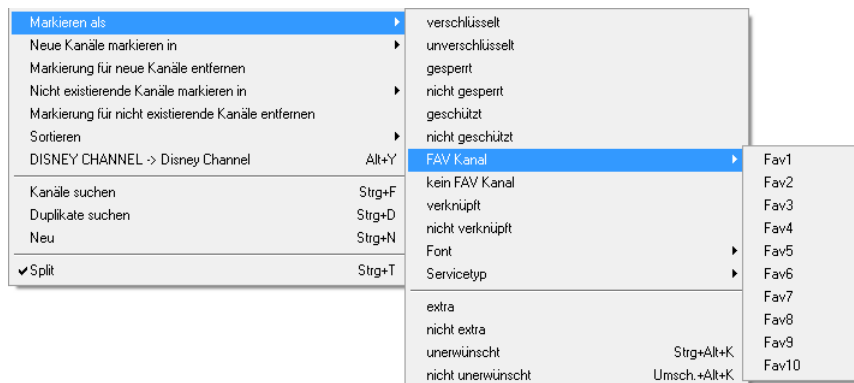 Markieren als
Neue Kanäle markieren in
Markierung für neue Kanäle entfernen
Nicht existierende Kanäle markieren in
Markierung für nicht existierende Kanäle entfernen
Sortieren
DISNEY CHANNEL -> Disney Channel Alt+Y
Kanäle suchen Strg+F
Duplikate suchen Strg+D
Neu Strg+N
Split Strg+T
verschlüsselt
unverschlüsselt
gesperrt
nicht gesperrt
geschützt
nicht geschützt
FAV Kanal
kein FAV Kanal
verknüpft
nicht verknüpft
Font
Servicetyp
extra
nicht extra
unerwünscht Strg+Alt+K
nicht unerwünscht Umsch.+Alt+K
Fav1
Fav2
Fav3
Fav4
Fav5
Fav6
Fav7
Fav8
Fav9
Fav10